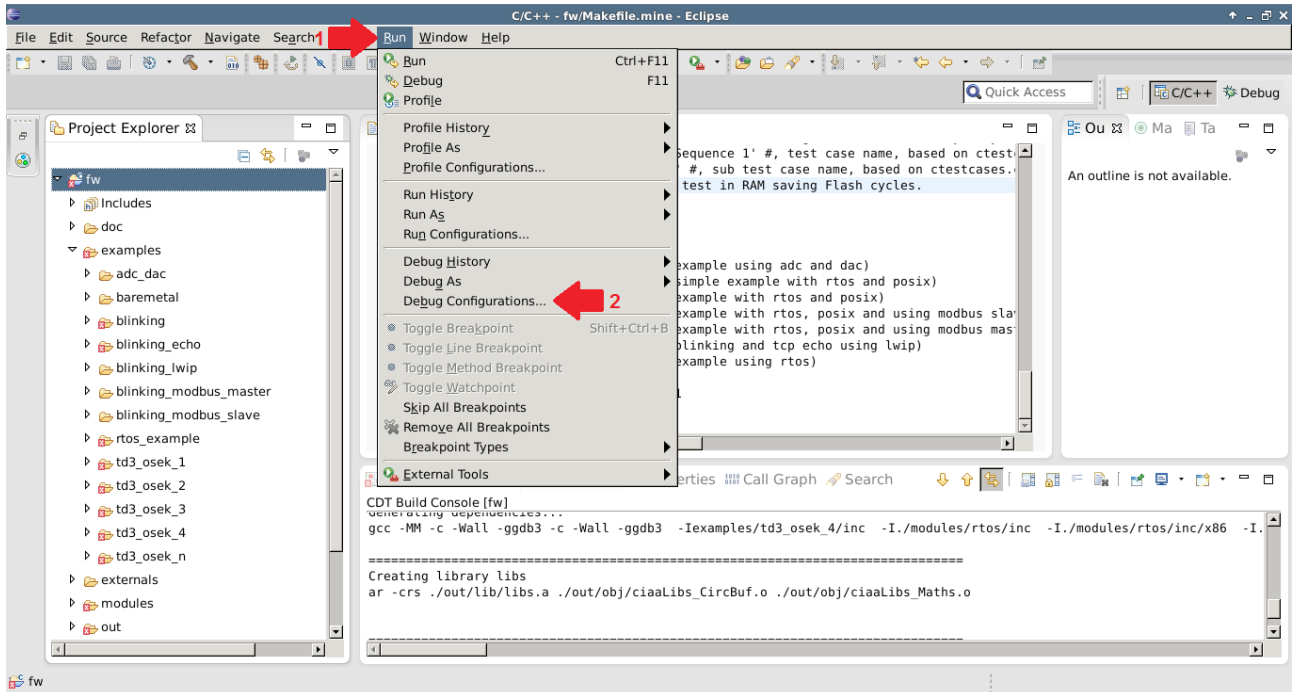 C/C++ - fw/Makefile.mine - Eclipse
File Edit Source Refactor Navigate Search 1 Run Window Help
Quick Access C/C++ Debug
Project Explorer
fw
Includes
doc
examples
adc_dac
baremetal
blinking
blinking_echo
blinking_lwip
blinking_modbus_master
blinking_modbus_slave
rtos_example
td3_osek_1
td3_osek_2
td3_osek_3
td3_osek_4
td3_osek_n
externals
modules
out
Run Ctrl+F11
Debug F11
Profile
Profile History
Profile As
Profile Configurations...
Run History
Run As
Run Configurations...
Debug History
Debug As
Debug Configurations... 2
Toggle Breakpoint Shift+Ctrl+B
Toggle Line Breakpoint
Toggle Method Breakpoint
Toggle Watchpoint
Skip All Breakpoints
Remove All Breakpoints
Breakpoint Types
External Tools
Sequence 1' #, test case name, based on ctest
#, sub test case name, based on ctestcases.
test in RAM saving Flash cycles.
example using adc and dac)
simple example with rtos and posix)
example with rtos and posix)
example with rtos, posix and using modbus sla
example with rtos, posix and using modbus mas
blinking and tcp echo using lwip)
example using rtos)
Ou Ma Ta
An outline is not available.
erties Call Graph Search
CDT Build Console [fw]
Generating dependencies...
gcc -MM -c -Wall -ggdb3 -c -Wall -ggdb3 -Iexamples/td3_osek_4/inc -I./modules/rtos/inc -I./modules/rtos/inc/x86 -I.
===============================================================================
Creating library libs
ar -crs ./out/lib/libs.a ./out/obj/ciaaLibs_CircBuf.o ./out/obj/ciaaLibs_Maths.o
===============================================================================
fw